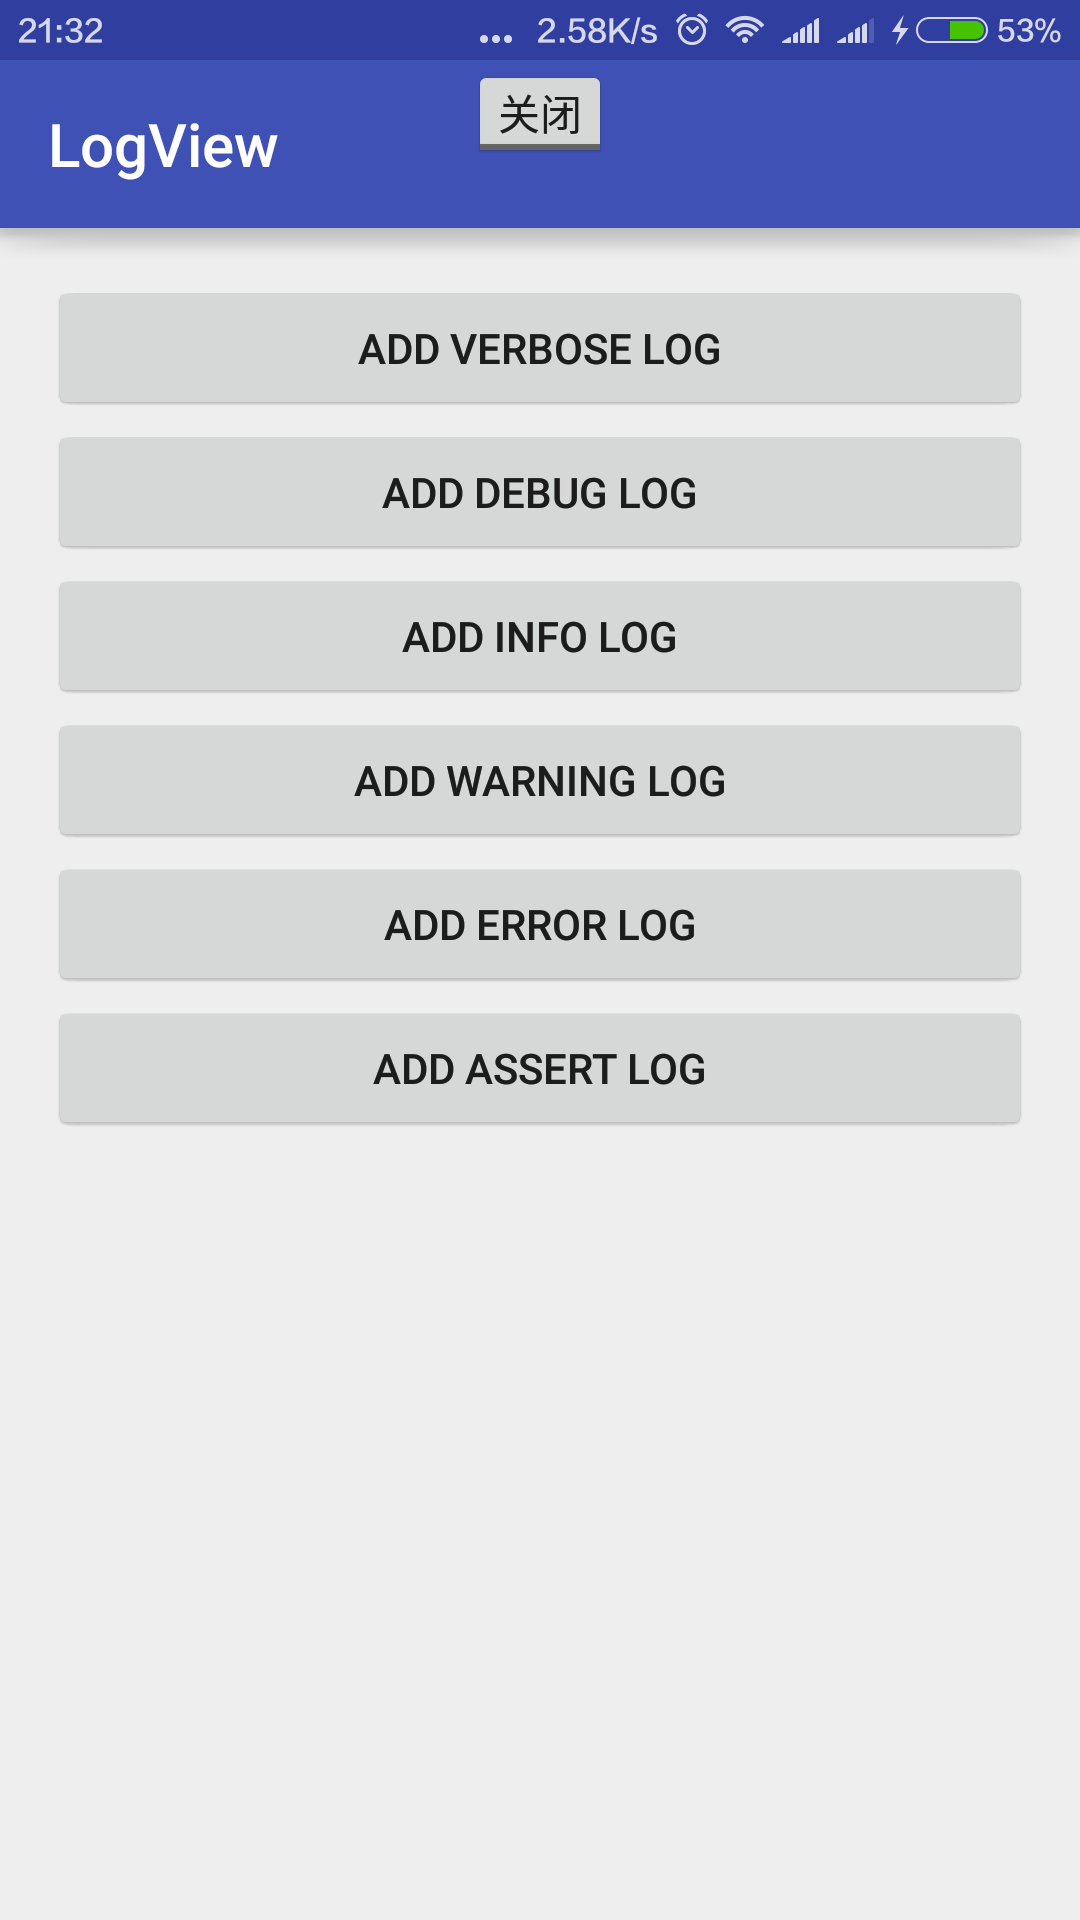 21:32 ... 2.58K/s 53%
关闭
LogView
ADD VERBOSE LOG
ADD DEBUG LOG
ADD INFO LOG
ADD WARNING LOG
ADD ERROR LOG
ADD ASSERT LOG